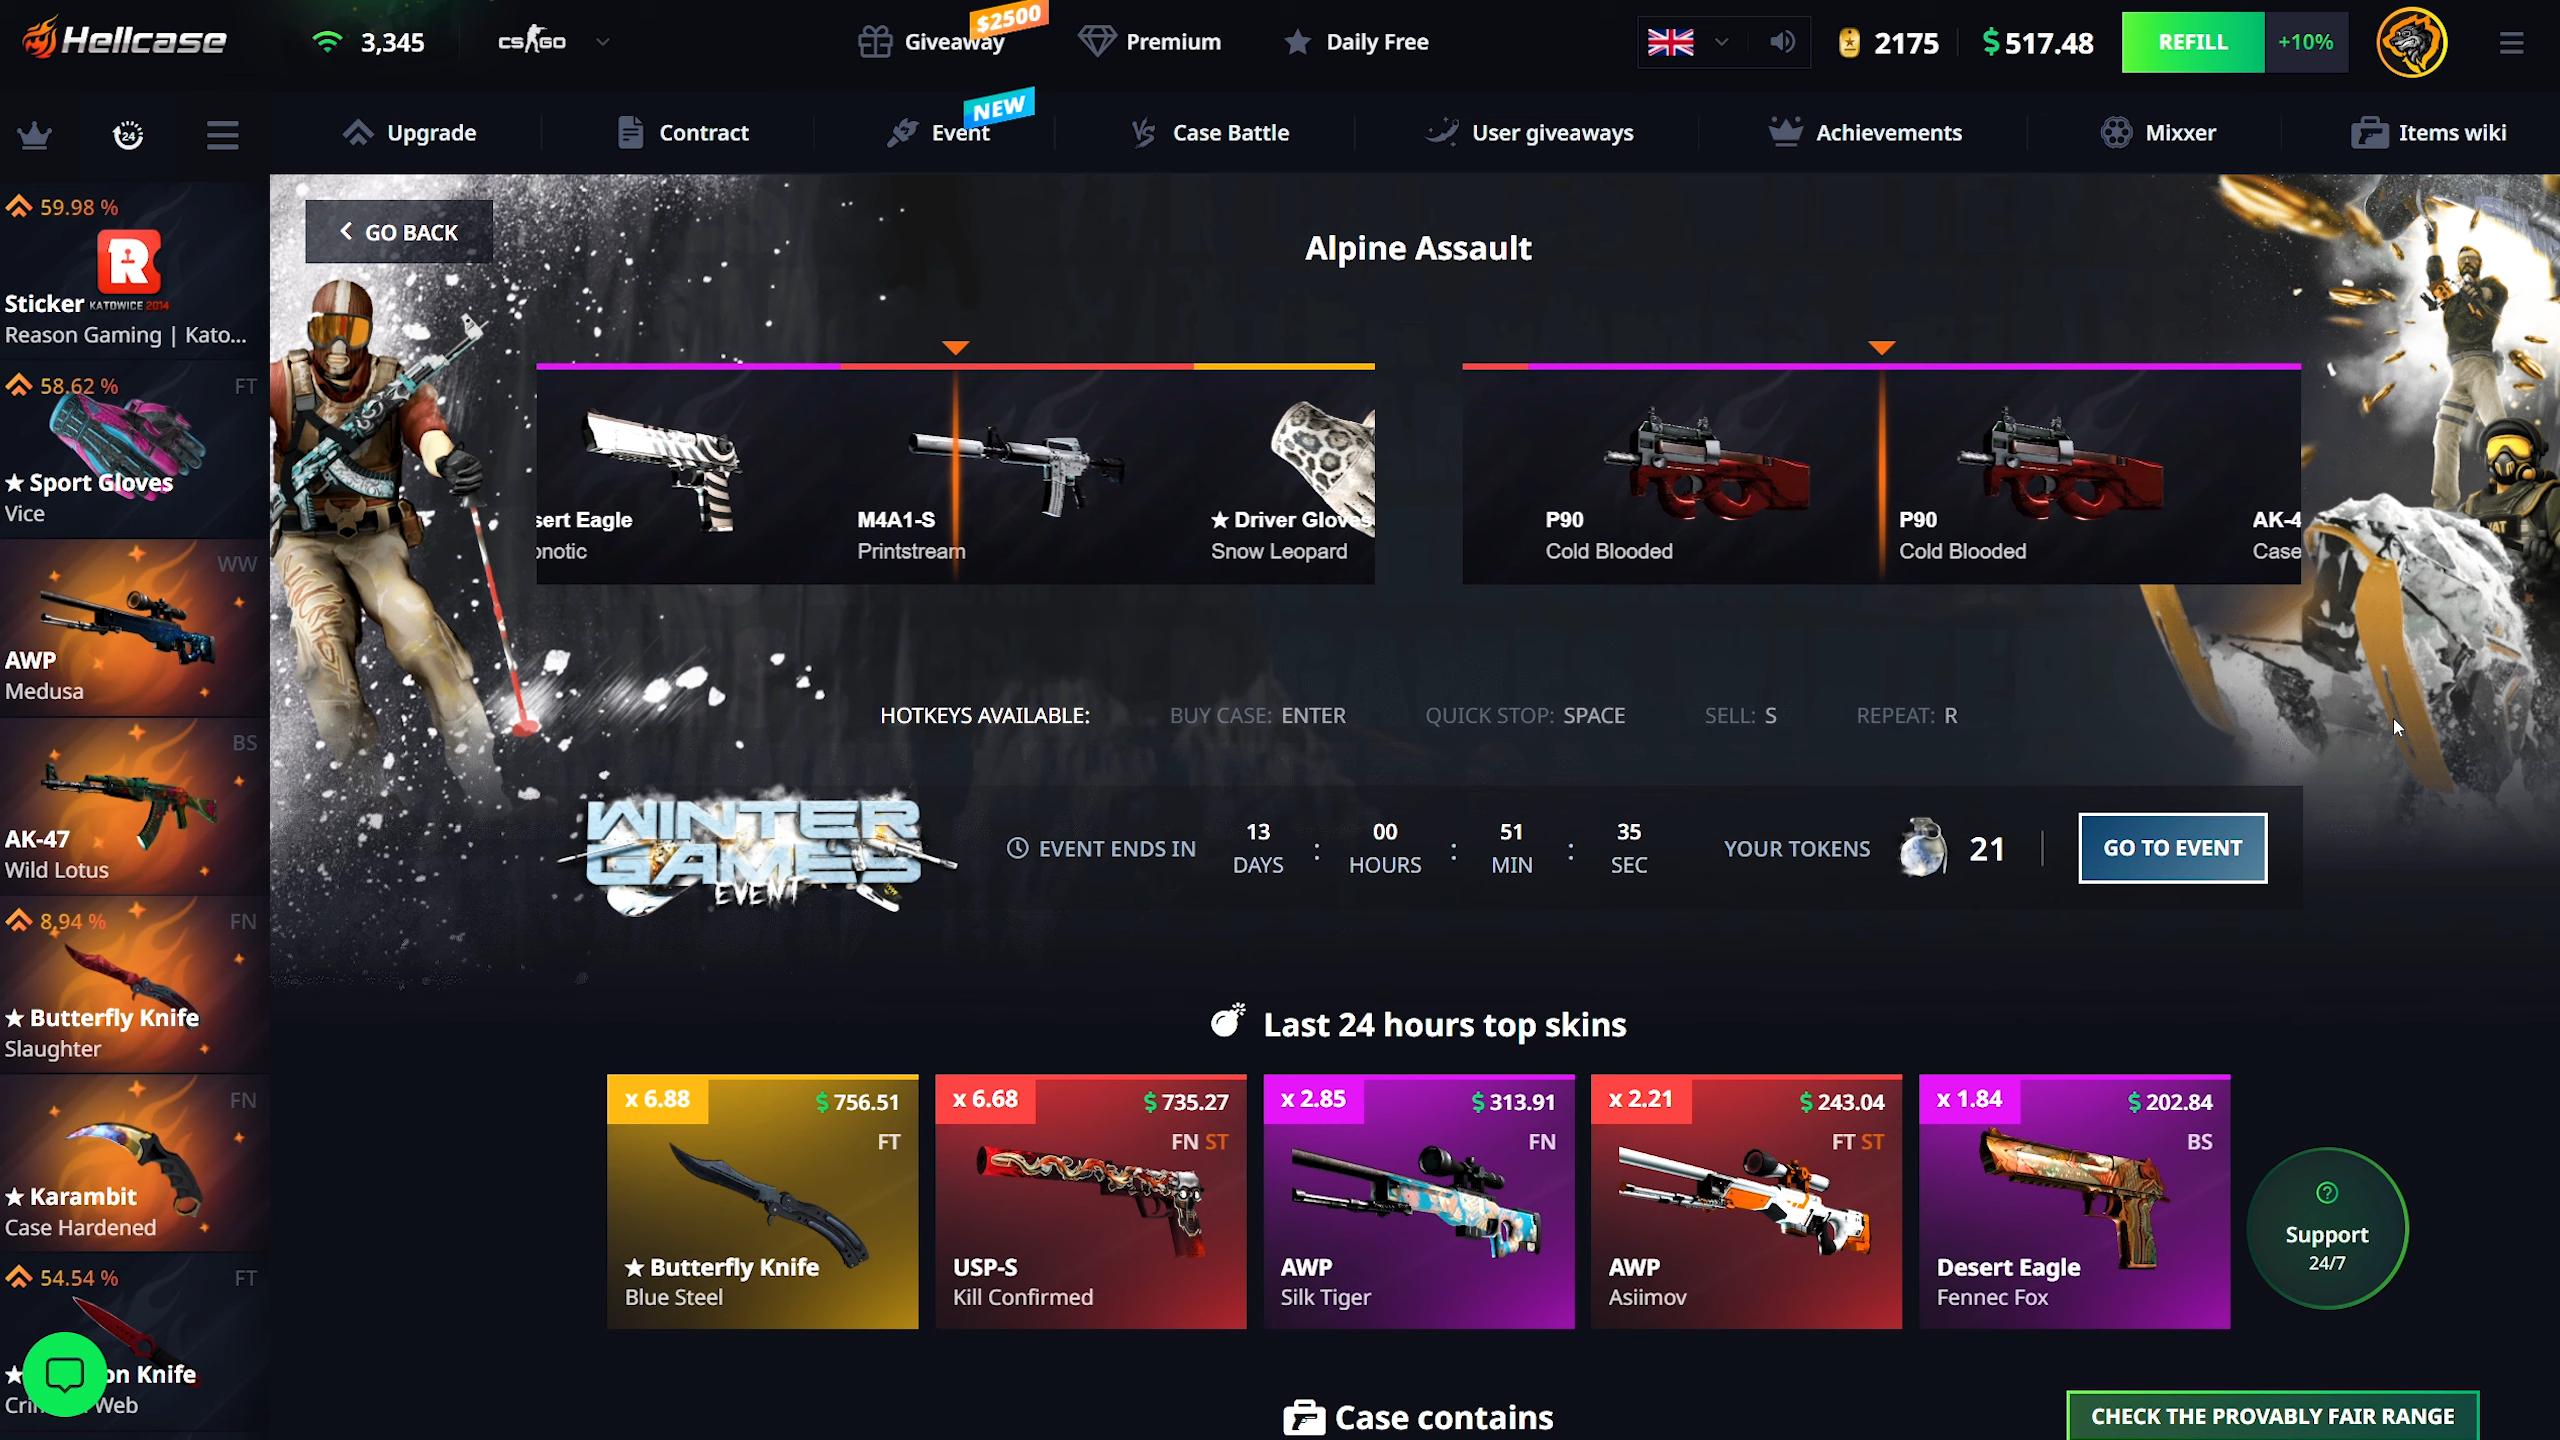 Hellcase
3,345
CS:GO
Giveaway
$2500
Premium
Daily Free
2175
$ 517.48
REFILL
+10%
24
Upgrade
Contract
Event
NEW
VS
Case Battle
User giveaways
Achievements
Mixxer
Items wiki
59.98 %
KATOWICE 2014
Sticker
Reason Gaming | Kato...
58.62 %
FT
★ Sport Gloves
Vice
WW
AWP
Medusa
BS
AK-47
Wild Lotus
8,94 %
FN
★ Butterfly Knife
Slaughter
FN
★ Karambit
Case Hardened
54.54 %
FT
on Knife
Web
GO BACK
Alpine Assault
sert Eagle
pnotic
M4A1-S
Printstream
★ Driver Gloves
Snow Leopard
P90
Cold Blooded
P90
Cold Blooded
AK-4
Case
HOTKEYS AVAILABLE:
BUY CASE: ENTER
QUICK STOP: SPACE
SELL: S
REPEAT: R
WINTER
GAMES
EVENT
EVENT ENDS IN
13 DAYS : 00 HOURS : 51 MIN : 35 SEC
YOUR TOKENS
21
GO TO EVENT
Last 24 hours top skins
x 6.88
$ 756.51
FT
★ Butterfly Knife
Blue Steel
x 6.68
$ 735.27
FN ST
USP-S
Kill Confirmed
x 2.85
$ 313.91
FN
AWP
Silk Tiger
x 2.21
$ 243.04
FT ST
AWP
Asiimov
x 1.84
$ 202.84
BS
Desert Eagle
Fennec Fox
Support
24/7
Case contains
CHECK THE PROVABLY FAIR RANGE